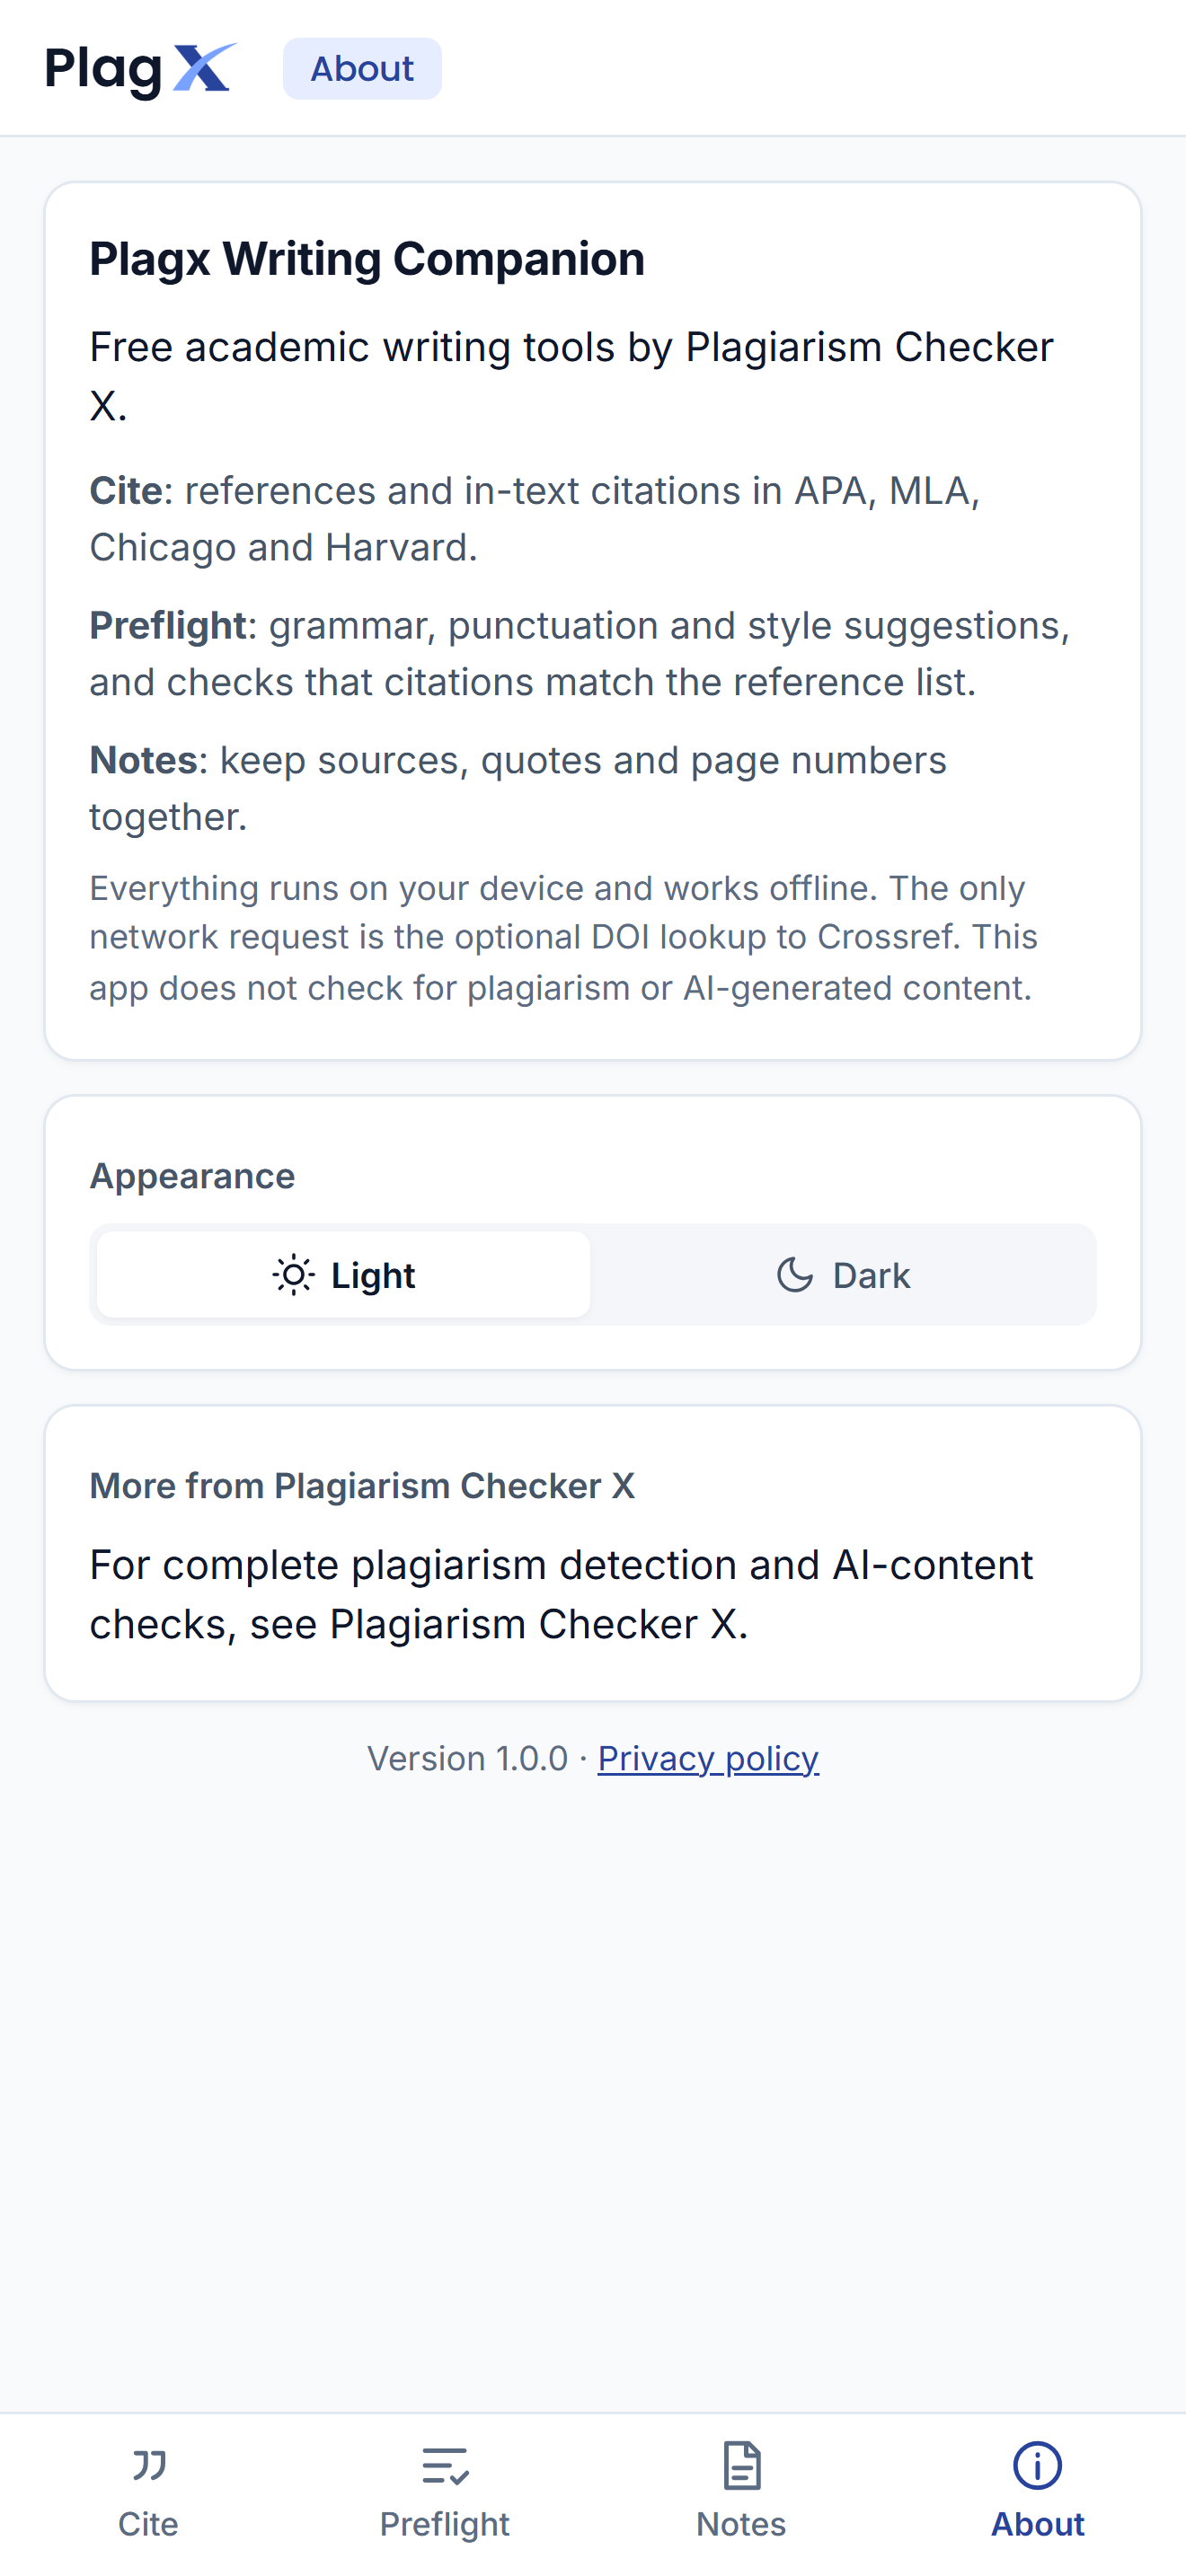 PlagX
About
Plagx Writing Companion
Free academic writing tools by Plagiarism Checker
X.
Cite: references and in-text citations in APA, MLA,
Chicago and Harvard.
Preflight: grammar, punctuation and style suggestions,
and checks that citations match the reference list.
Notes: keep sources, quotes and page numbers
together.
Everything runs on your device and works offline. The only
network request is the optional DOI lookup to Crossref. This
app does not check for plagiarism or AI-generated content.
Appearance
Light
Dark
More from Plagiarism Checker X
For complete plagiarism detection and AI-content
checks, see Plagiarism Checker X.
Version 1.0.0 · Privacy policy
Cite
Preflight
Notes
About